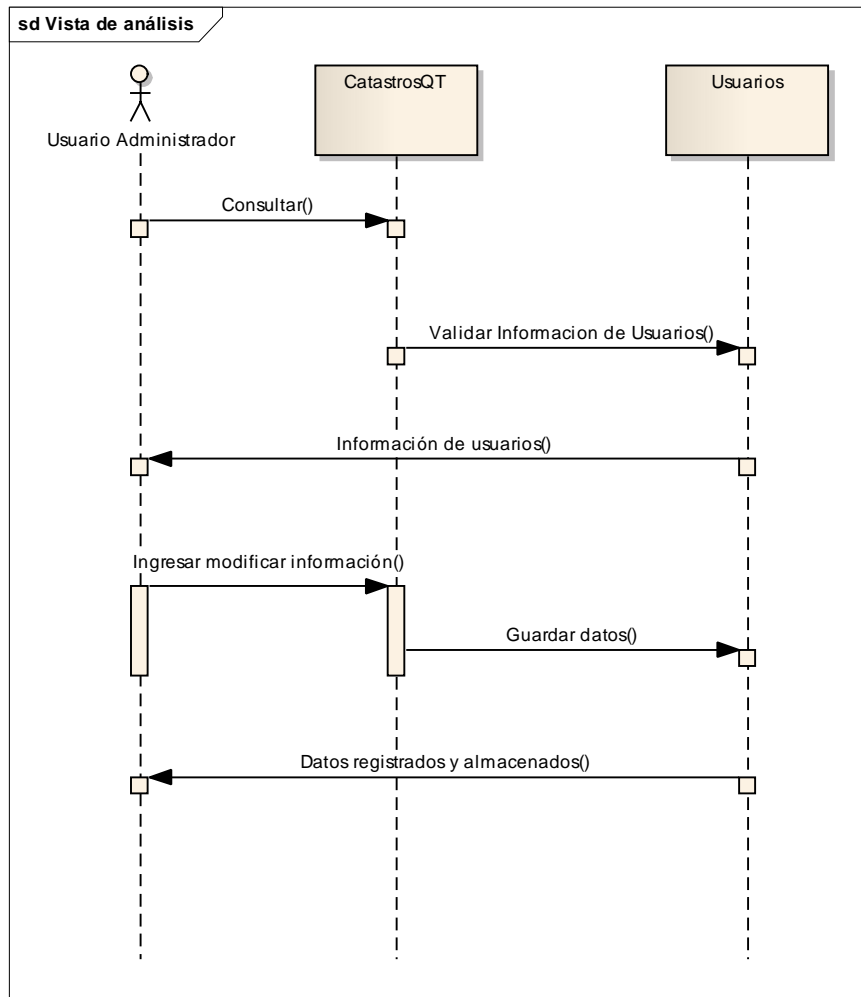 sd Vista de análisis
Usuario Administrador
CatastrosQT
Usuarios
Consultar()
Validar Informacion de Usuarios()
Información de usuarios()
Ingresar modificar información()
Guardar datos()
Datos registrados y almacenados()